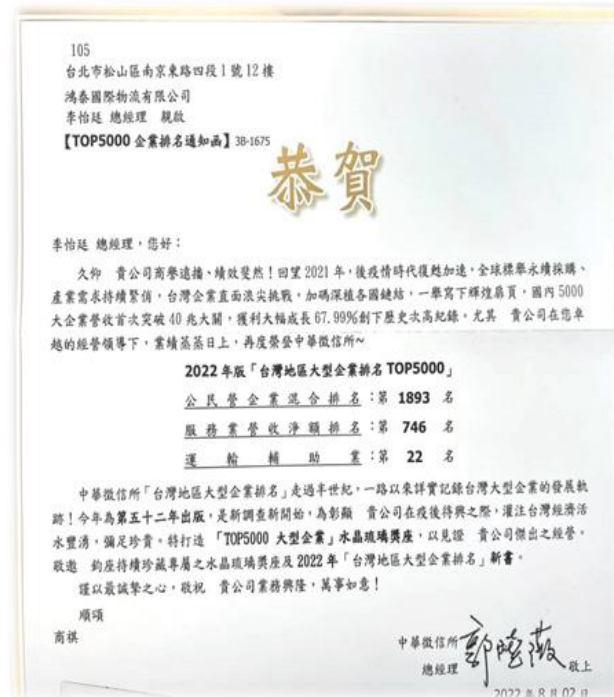 105
台北市松山區南京東路四段1號12樓
鴻泰國際物流有限公司
李怡廷 總經理 親啟
【TOP5000 企業排名通知函】3B-1675
恭賀
李怡廷 總經理,您好:
久仰 貴公司商譽遠播、績效斐然!回望2021年,後疫情時代復甦加速,全球標舉永續採購、
產業需求持續緊俏,台灣企業直面浪尖挑戰,加碼深植各國鏈結,一舉寫下輝煌扉頁,國內5000
大企業營收首次突破40兆大關,獲利大幅成長67.99%創下歷史次高紀錄。尤其 貴公司在您卓
越的經營領導下,業績蒸蒸日上,再度榮登中華徵信所~
2022年版「台灣地區大型企業排名TOP5000」
公民營企業混合排名:第 1893 名
服務業營收淨額排名:第 746 名
運輸輔助業:第 22 名
中華徵信所「台灣地區大型企業排名」走過半世紀,一路以來詳實記錄台灣大型企業的發展軌
跡!今年為第五十二年出版,是新調查新開始,為彰顯 貴公司在疫後待興之際,灌注台灣經濟活
水豐湧,彌足珍貴。特打造「TOP5000 大型企業」水晶琉璃獎座,以見證 貴公司傑出之經營。
敬邀 鈞座持續珍藏專屬之水晶琉璃獎座及2022年「台灣地區大型企業排名」新書。
謹以最誠摯之心,敬祝 貴公司業務興隆,萬事如意!
順頌
商祺
中華徵信所
總經理 敬上
2022年8月02日